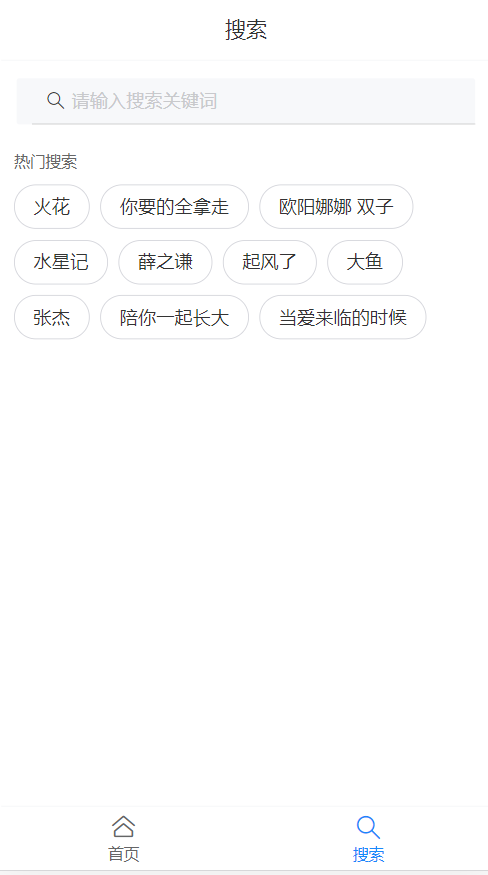 搜索
请输入搜索关键词
热门搜索
火花 你要的全拿走 欧阳娜娜 双子
水星记 薛之谦 起风了 大鱼
张杰 陪你一起长大 当爱来临的时候
首页 搜索